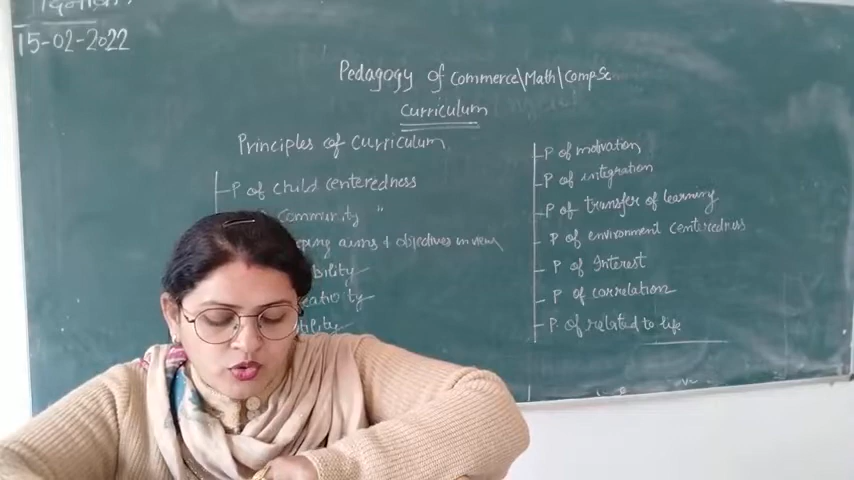 15-02-2022
Pedagogy of Commerce\Math\Comp Sc
Curriculum
Principles of Curriculum
P of child centeredness
Community "
aims & objectives in view
P of motivation
P of integration
P of transfer of learning
P of environment centeredness
P of Interest
P of correlation
P. of related to life